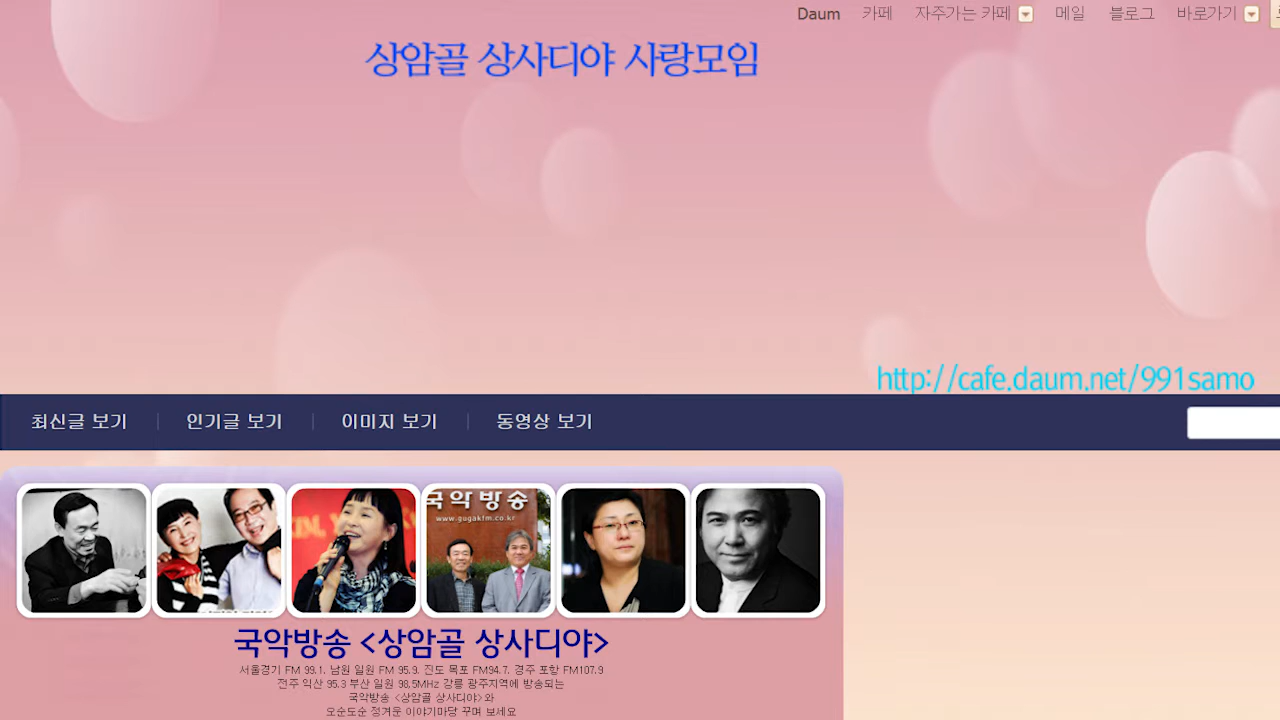 Daum 카페 자주가는 카페 메일 블로그 바로가기
상암골 상사디야 사랑모임
http://cafe.daum.net/991samo
최신글 보기 인기글 보기 이미지 보기 동영상 보기
국악방송
www.gugakfm.co.kr
국악방송 <상암골 상사디야>
서울경기 FM 99.1, 남원 일원 FM 95.9, 진도 목포 FM94.7, 경주 포항 FM107.9
전주 익산 95.3 부산 일원 98.5MHz 강릉 광주지역에 방송되는
국악방송 <상암골 상사디야>와
오순도순 정겨운 이야기마당 꾸며 보세요